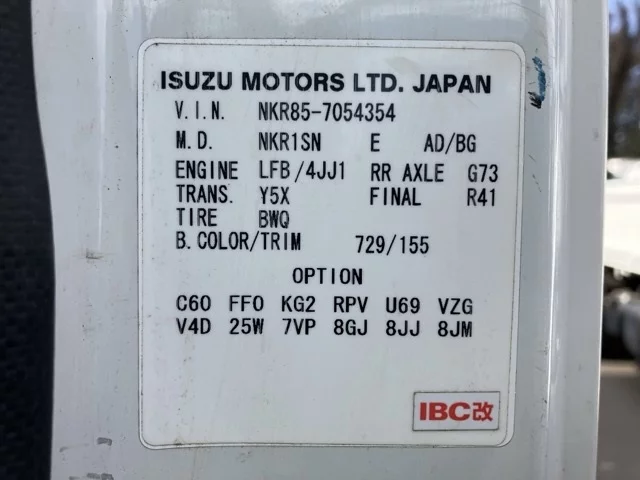 ISUZU MOTORS LTD. JAPAN
V.I.N. NKR85-7054354
M.D. NKR1SN E AD/BG
ENGINE LFB/4JJ1 RR AXLE G73
TRANS. Y5X FINAL R41
TIRE BWQ
B.COLOR/TRIM 729/155
OPTION
C60 FF0 KG2 RPV U69 VZG
V4D 25W 7VP 8GJ 8JJ 8JM
IBC改